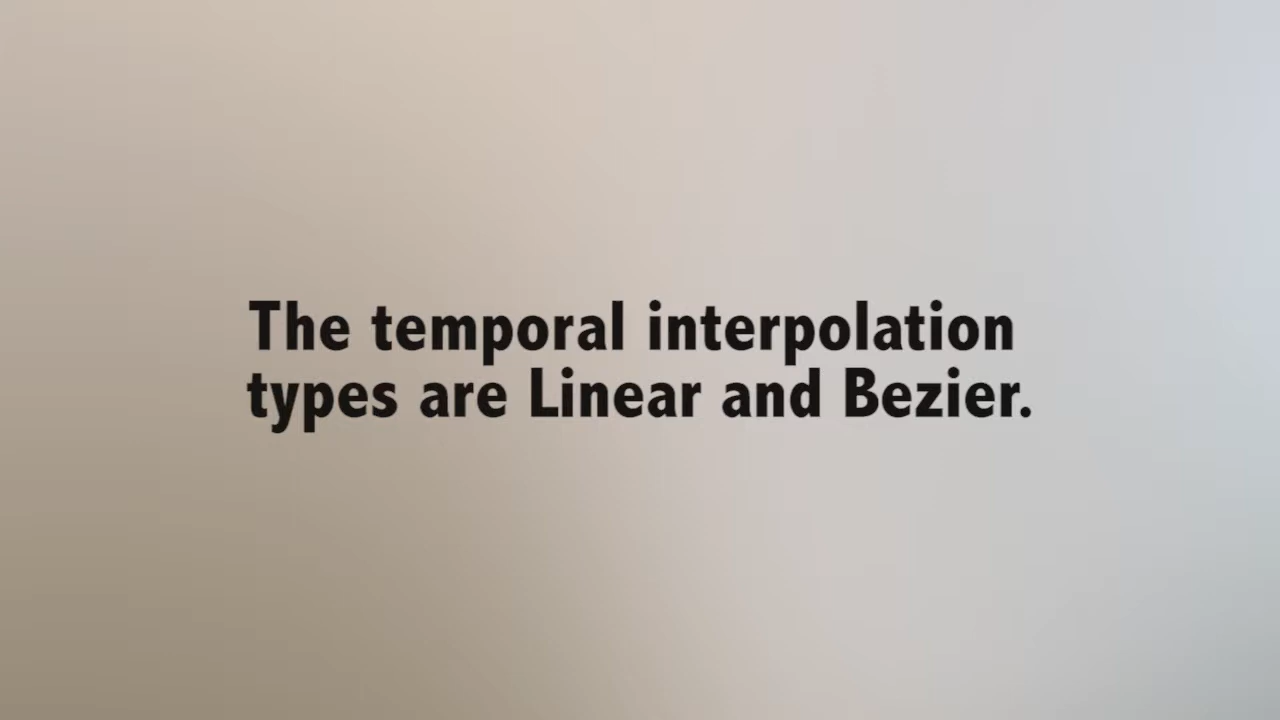 The temporal interpolation
types are Linear and Bezier.